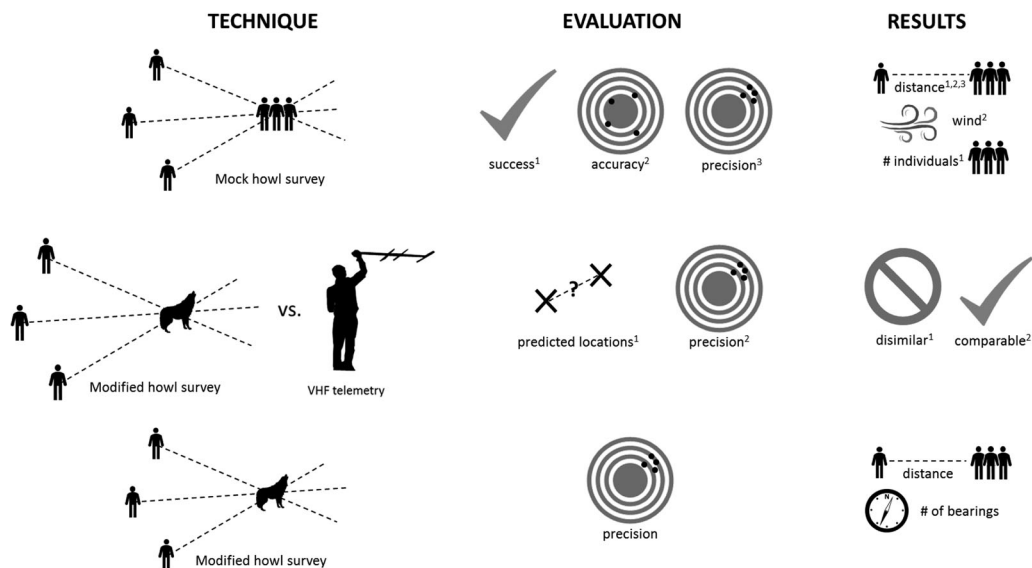 TECHNIQUE
EVALUATION
RESULTS
Mock howl survey
success¹
accuracy²
precision³
distance¹,²,³
wind²
# individuals¹
vs.
Modified howl survey
VHF telemetry
?
predicted locations¹
precision²
dissimilar¹
comparable²
Modified howl survey
precision
distance
N
# of bearings